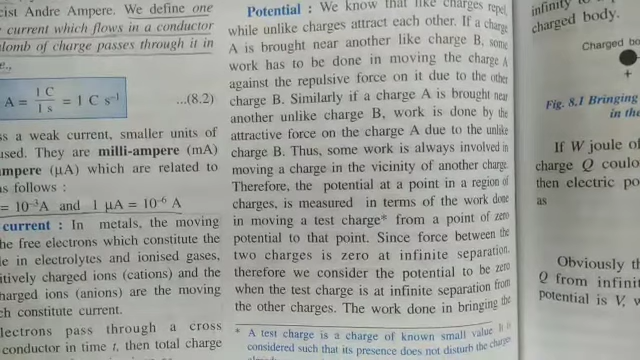 cist Andre Ampere. We define one
current which flows in a conductor
lomb of charge passes through it in
e.,
A = 1 C / 1 s = 1 C s⁻¹ ...(8.2)
s a weak current, smaller units of
used. They are milli-ampere (mA)
ampere (μA) which are related to
as follows :
= 10⁻³A and 1 μA = 10⁻⁶ A
current : In metals, the moving
he free electrons which constitute the
le in electrolytes and ionised gases,
itively charged ions (cations) and the
harged ions (anions) are the moving
ch constitute current.
lectrons pass through a cross
conductor in time t, then total charge
Potential : We know that like charges repel,
while unlike charges attract each other. If a charge
A is brought near another like charge B, some
work has to be done in moving the charge A
against the repulsive force on it due to the other
charge B. Similarly if a charge A is brought near
another unlike charge B, work is done by the
attractive force on the charge A due to the unlike
charge B. Thus, some work is always involved in
moving a charge in the vicinity of another charge.
Therefore, the potential at a point in a region of
charges, is measured in terms of the work done
in moving a test charge* from a point of zero
potential to that point. Since force between the
two charges is zero at infinite separation,
therefore we consider the potential to be zero
when the test charge is at infinite separation from
the other charges. The work done in bringing the
* A test charge is a charge of known small value. It is
considered such that its presence does not disturb the charges
infinity to
charged body.
Charged bo
+
Fig. 8.1 Bringing
in the
If W joule of
charge Q coulo
then electric po
as
Obviously th
Q from infinit
potential is V, w